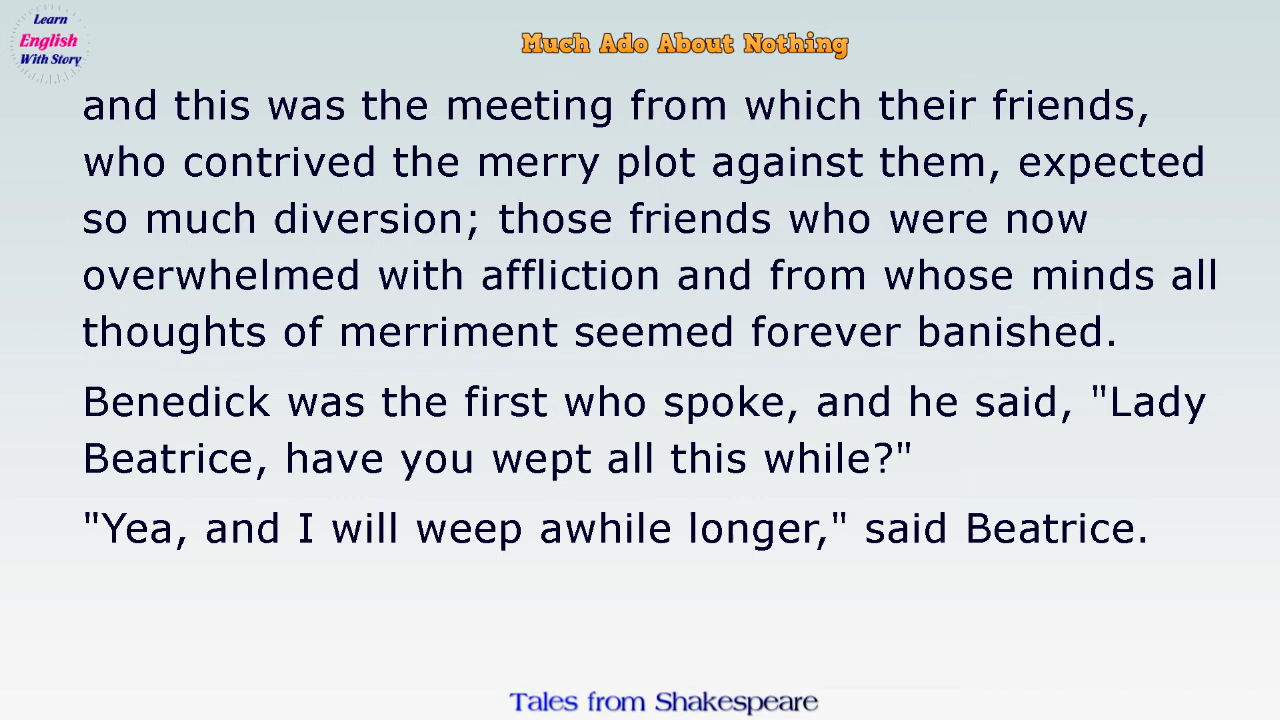 Learn
English
With Story
Much Ado About Nothing
and this was the meeting from which their friends,
who contrived the merry plot against them, expected
so much diversion; those friends who were now
overwhelmed with affliction and from whose minds all
thoughts of merriment seemed forever banished.
Benedick was the first who spoke, and he said, "Lady
Beatrice, have you wept all this while?"
"Yea, and I will weep awhile longer," said Beatrice.
Tales from Shakespeare